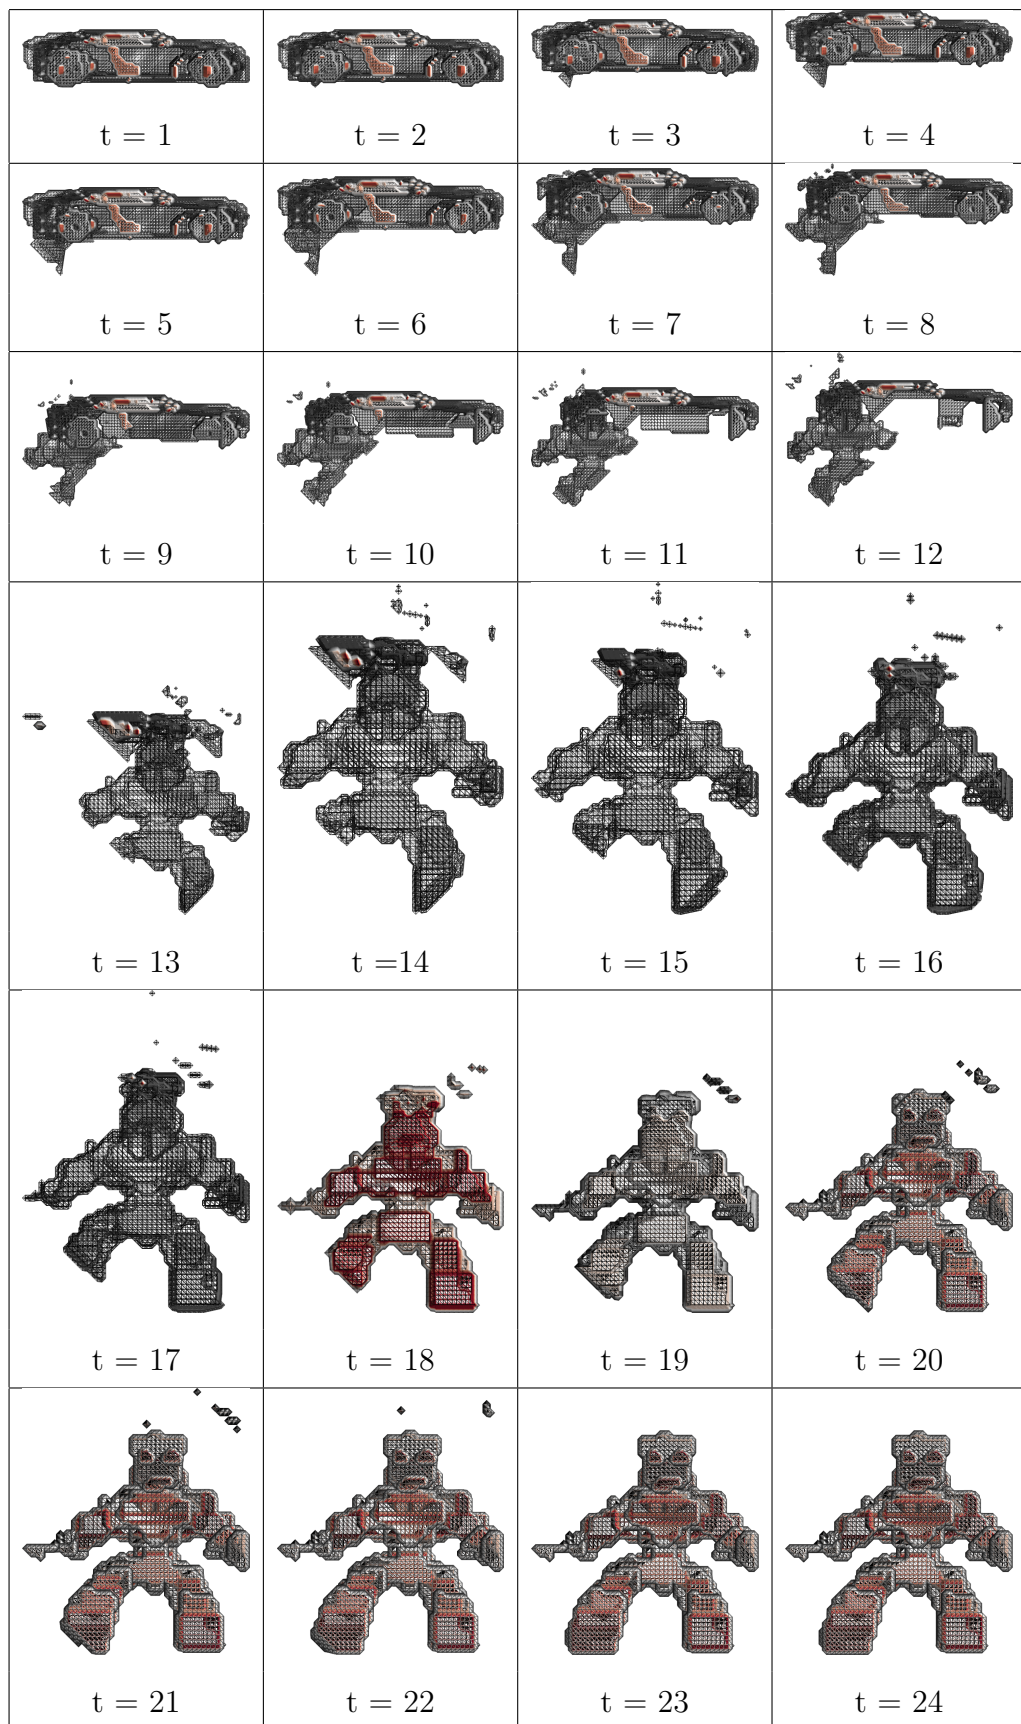 t = 1 t = 2 t = 3 t = 4
t = 5 t = 6 t = 7 t = 8
t = 9 t = 10 t = 11 t = 12
t = 13 t =14 t = 15 t = 16
t = 17 t = 18 t = 19 t = 20
t = 21 t = 22 t = 23 t = 24